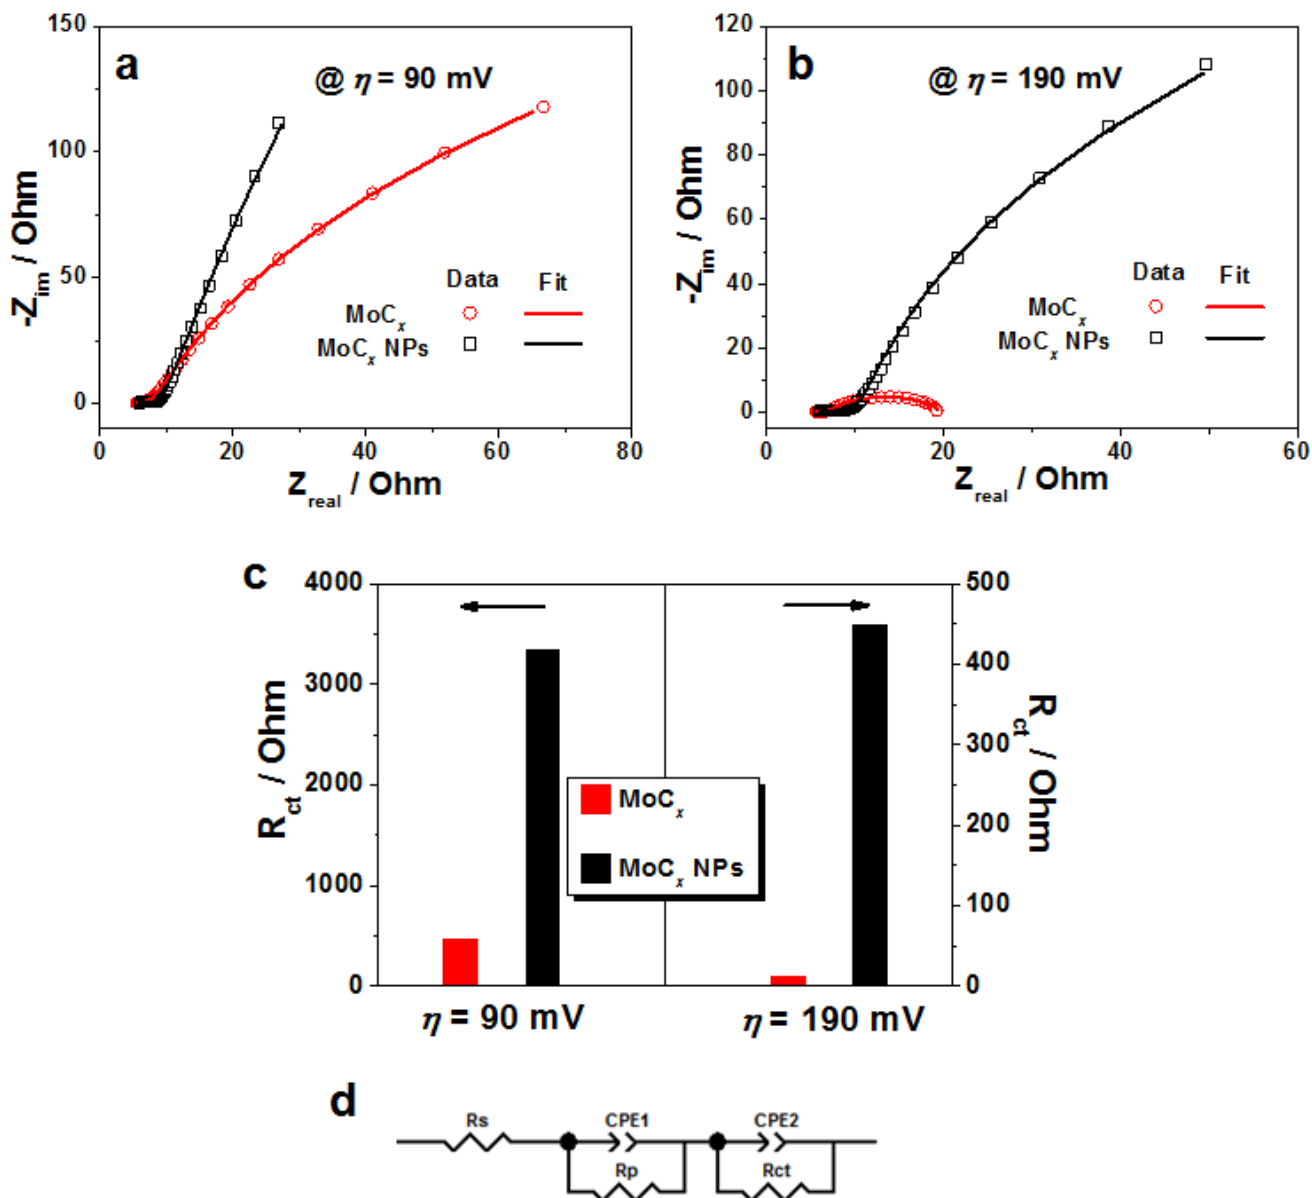 a
@ η = 90 mV
150
100
50
0
-Z_im / Ohm
Data Fit
MoC_x
MoC_x NPs
0 20 40 60 80
Z_real / Ohm
b
@ η = 190 mV
120
100
80
60
40
20
0
-Z_im / Ohm
Data Fit
MoC_x
MoC_x NPs
0 20 40 60
Z_real / Ohm
c
4000
3000
2000
1000
0
R_ct / Ohm
500
400
300
200
100
0
R_ct / Ohm
MoC_x
MoC_x NPs
η = 90 mV η = 190 mV
d
Rs CPE1 CPE2
Rp Rct